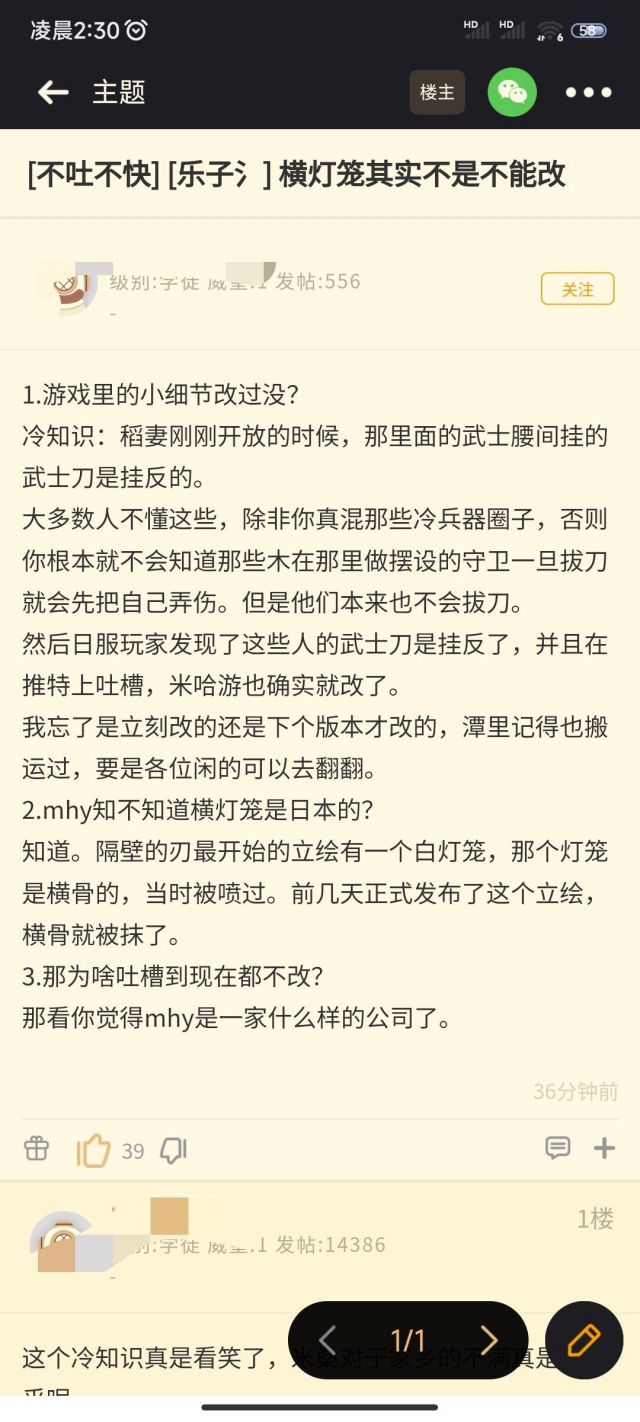 凌晨2:30
HD HD 6 58
主题
楼主
[不吐不快] [乐子氵] 横灯笼其实不是不能改
级别:学徒 威望:1 发帖:556
关注
-
1.游戏里的小细节改过没？
冷知识：稻妻刚刚开放的时候，那里面的武士腰间挂的
武士刀是挂反的。
大多数人不懂这些，除非你真混那些冷兵器圈子，否则
你根本就不会知道那些木在那里做摆设的守卫一旦拔刀
就会先把自己弄伤。但是他们本来也不会拔刀。
然后日服玩家发现了这些人的武士刀是挂反了，并且在
推特上吐槽，米哈游也确实就改了。
我忘了是立刻改的还是下个版本才改的，潭里记得也搬
运过，要是各位闲的可以去翻翻。
2.mhy知不知道横灯笼是日本的？
知道。隔壁的刃最开始的立绘有一个白灯笼，那个灯笼
是横骨的，当时被喷过。前几天正式发布了这个立绘，
横骨就被抹了。
3.那为啥吐槽到现在都不改？
那看你觉得mhy是一家什么样的公司了。
36分钟前
39
1楼
别:学徒 威望:1 发帖:14386
-
1/1
这个冷知识真是看笑了，米桑对于家乡的不满真是